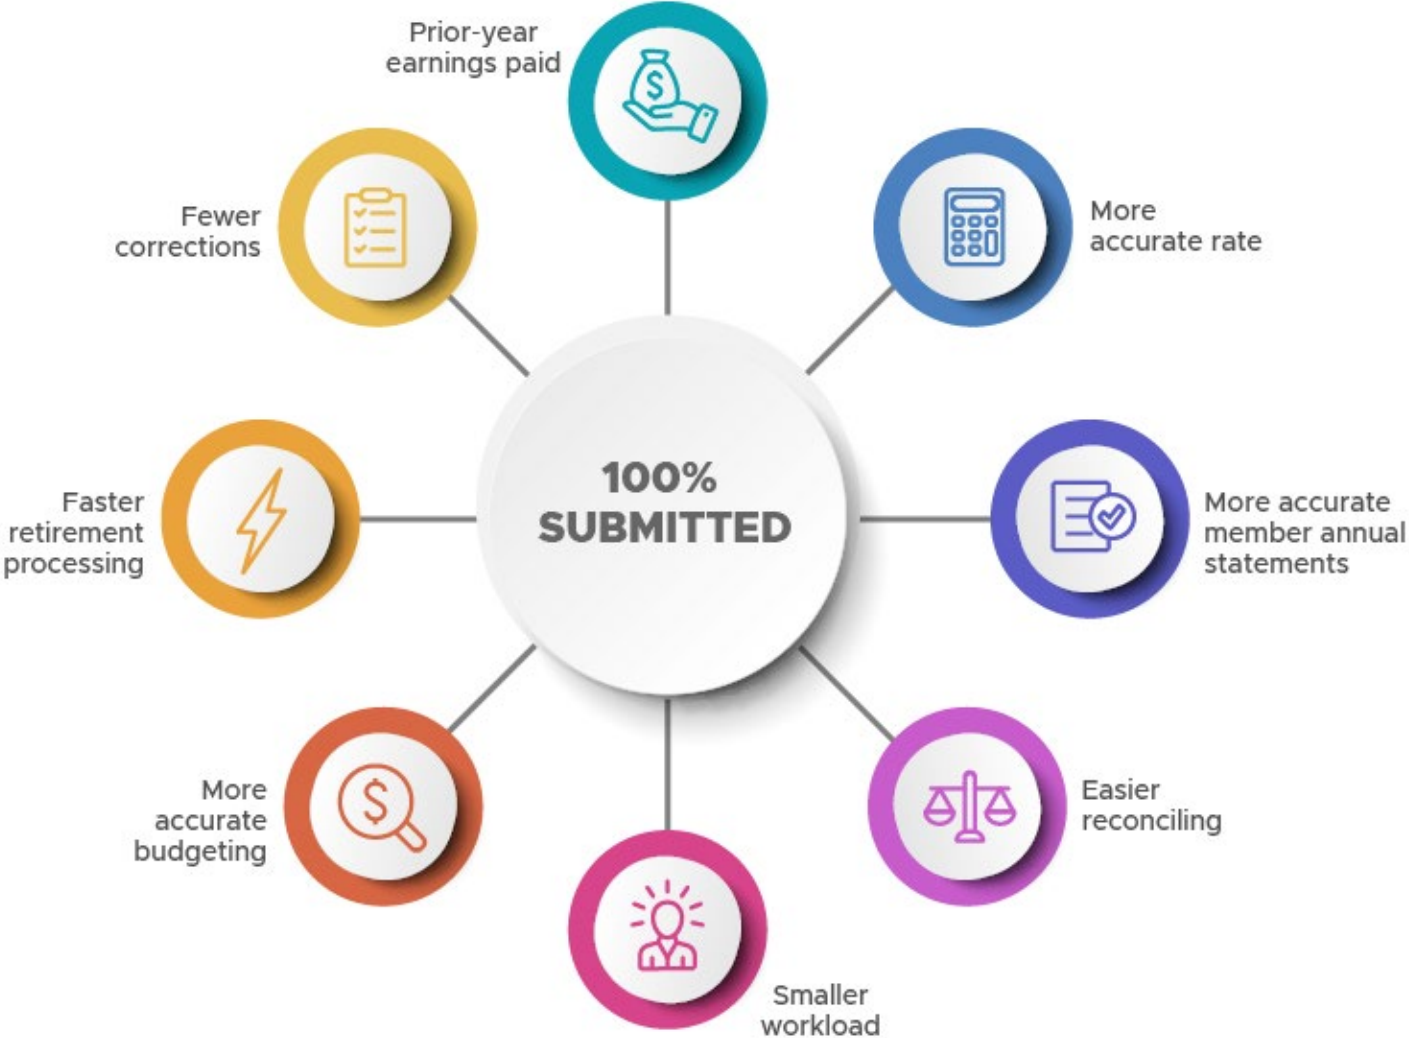 Prior-year
earnings paid
More
accurate rate
More accurate
member annual
statements
Easier
reconciling
Smaller
workload
More
accurate
budgeting
Faster
retirement
processing
Fewer
corrections
100%
SUBMITTED
$
$